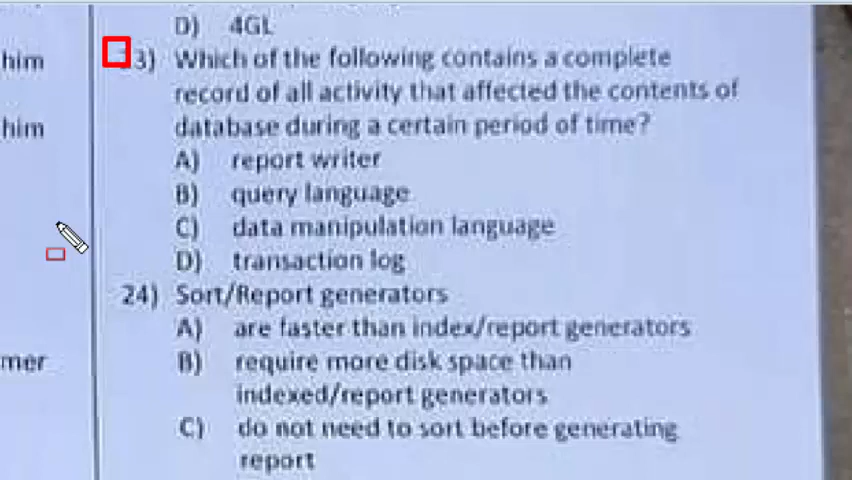 D) 4GL
him
3) Which of the following contains a complete
record of all activity that affected the contents of
him
database during a certain period of time?
A) report writer
B) query language
C) data manipulation language
D) transaction log
24) Sort/Report generators
A) are faster than index/report generators
mer
B) require more disk space than
indexed/report generators
C) do not need to sort before generating
report